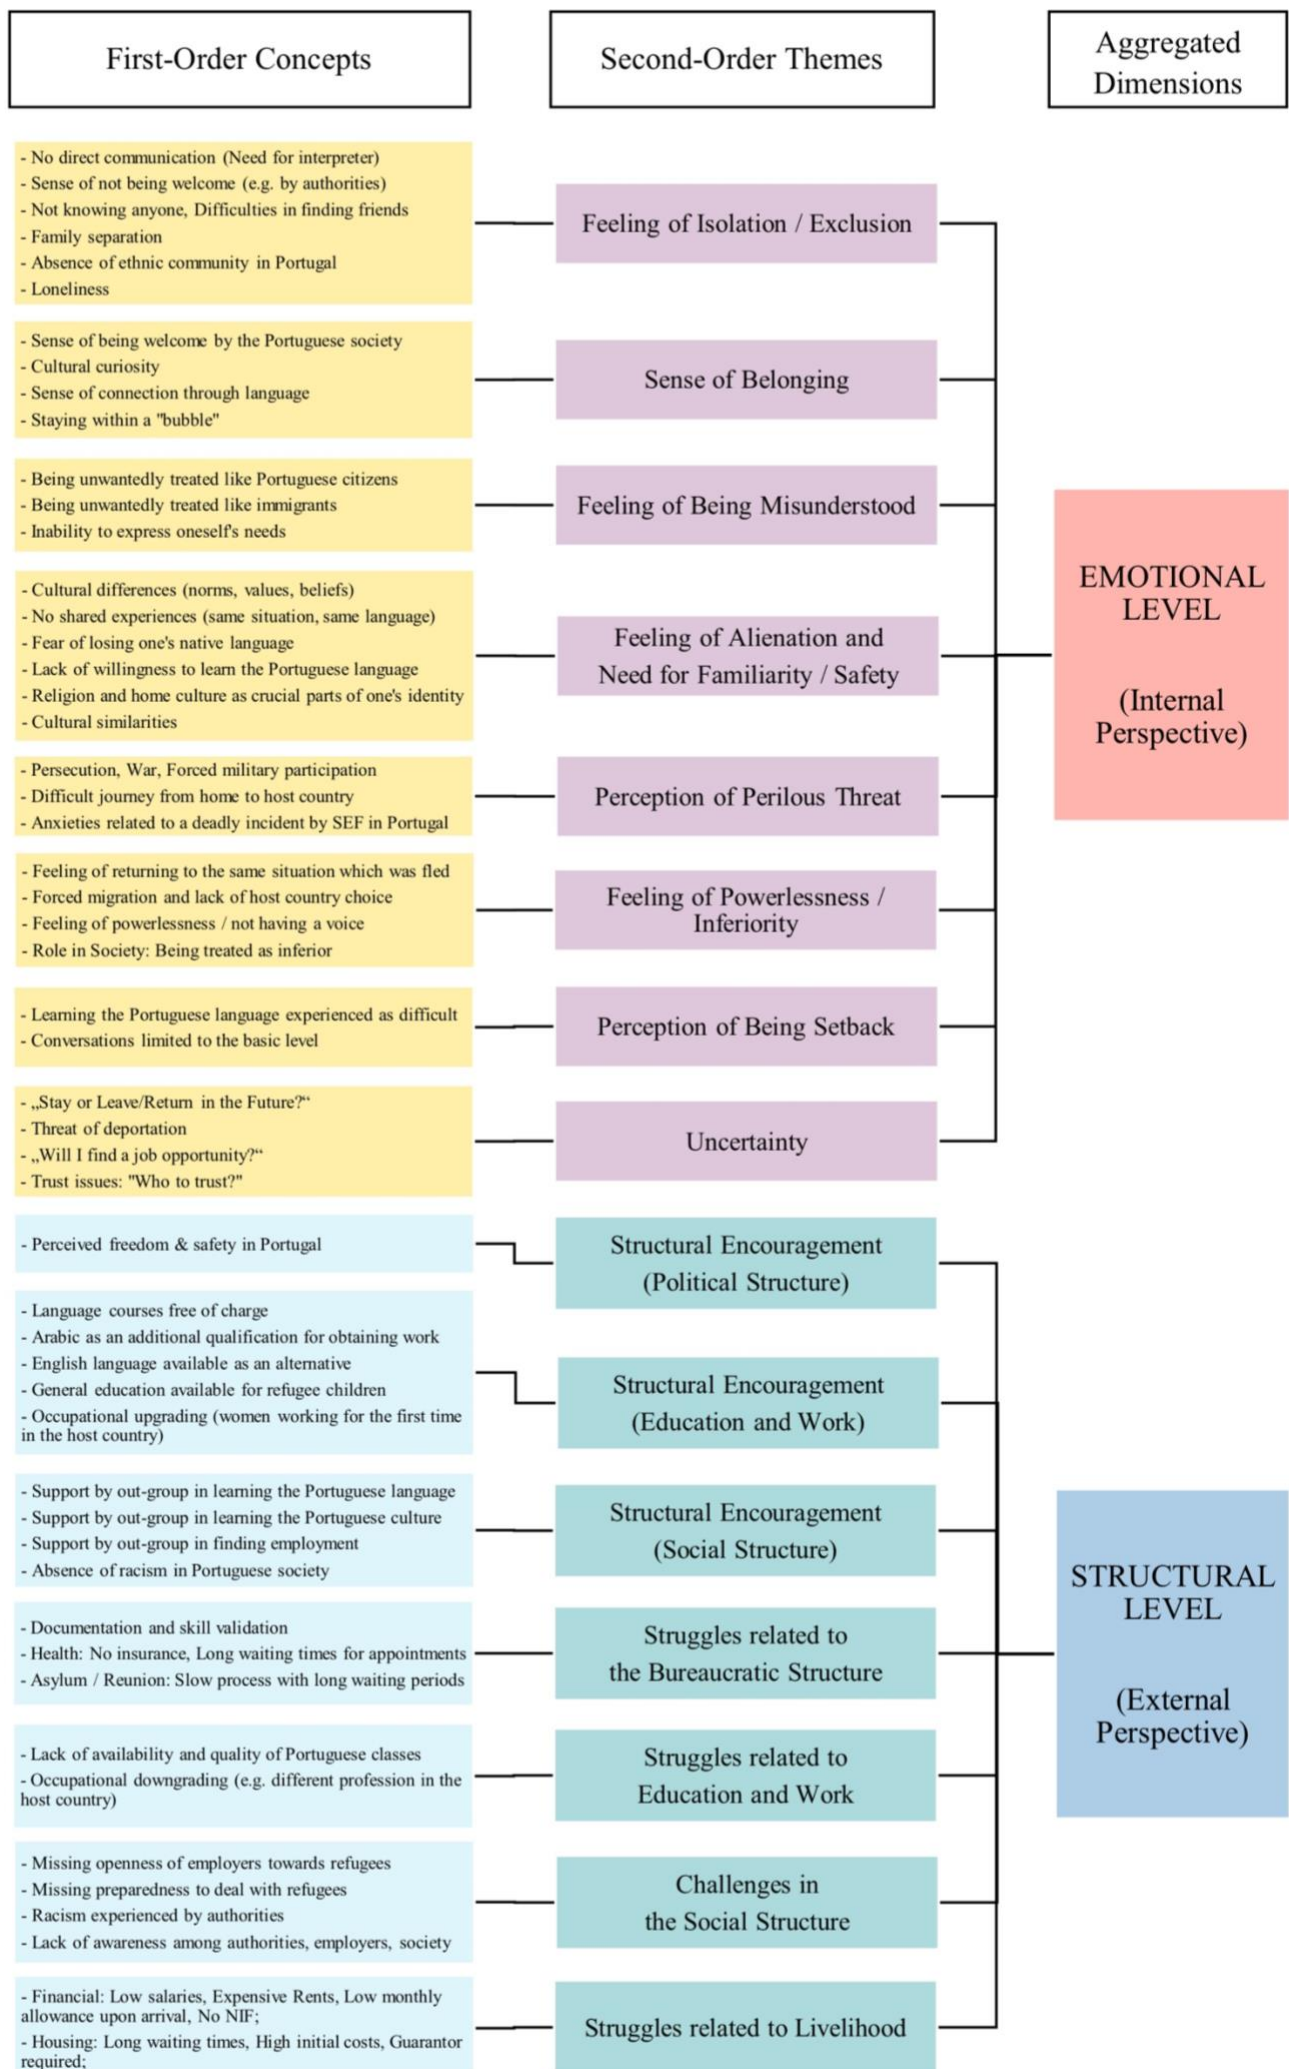 First-Order Concepts
Second-Order Themes
Aggregated
Dimensions
- No direct communication (Need for interpreter)
- Sense of not being welcome (e.g. by authorities)
- Not knowing anyone, Difficulties in finding friends
- Family separation
- Absence of ethnic community in Portugal
- Loneliness
Feeling of Isolation / Exclusion
- Sense of being welcome by the Portuguese society
- Cultural curiosity
- Sense of connection through language
- Staying within a "bubble"
Sense of Belonging
- Being unwantedly treated like Portuguese citizens
- Being unwantedly treated like immigrants
- Inability to express oneself's needs
Feeling of Being Misunderstood
- Cultural differences (norms, values, beliefs)
- No shared experiences (same situation, same language)
- Fear of losing one's native language
- Lack of willingness to learn the Portuguese language
- Religion and home culture as crucial parts of one's identity
- Cultural similarities
Feeling of Alienation and
Need for Familiarity / Safety
- Persecution, War, Forced military participation
- Difficult journey from home to host country
- Anxieties related to a deadly incident by SEF in Portugal
Perception of Perilous Threat
- Feeling of returning to the same situation which was fled
- Forced migration and lack of host country choice
- Feeling of powerlessness / not having a voice
- Role in Society: Being treated as inferior
Feeling of Powerlessness /
Inferiority
- Learning the Portuguese language experienced as difficult
- Conversations limited to the basic level
Perception of Being Setback
- „Stay or Leave/Return in the Future?“
- Threat of deportation
- „Will I find a job opportunity?“
- Trust issues: "Who to trust?"
Uncertainty
EMOTIONAL
LEVEL
(Internal
Perspective)
- Perceived freedom & safety in Portugal
Structural Encouragement
(Political Structure)
- Language courses free of charge
- Arabic as an additional qualification for obtaining work
- English language available as an alternative
- General education available for refugee children
- Occupational upgrading (women working for the first time
in the host country)
Structural Encouragement
(Education and Work)
- Support by out-group in learning the Portuguese language
- Support by out-group in learning the Portuguese culture
- Support by out-group in finding employment
- Absence of racism in Portuguese society
Structural Encouragement
(Social Structure)
- Documentation and skill validation
- Health: No insurance, Long waiting times for appointments
- Asylum / Reunion: Slow process with long waiting periods
Struggles related to
the Bureaucratic Structure
- Lack of availability and quality of Portuguese classes
- Occupational downgrading (e.g. different profession in the
host country)
Struggles related to
Education and Work
- Missing openness of employers towards refugees
- Missing preparedness to deal with refugees
- Racism experienced by authorities
- Lack of awareness among authorities, employers, society
Challenges in
the Social Structure
- Financial: Low salaries, Expensive Rents, Low monthly
allowance upon arrival, No NIF;
- Housing: Long waiting times, High initial costs, Guarantor
required;
Struggles related to Livelihood
STRUCTURAL
LEVEL
(External
Perspective)